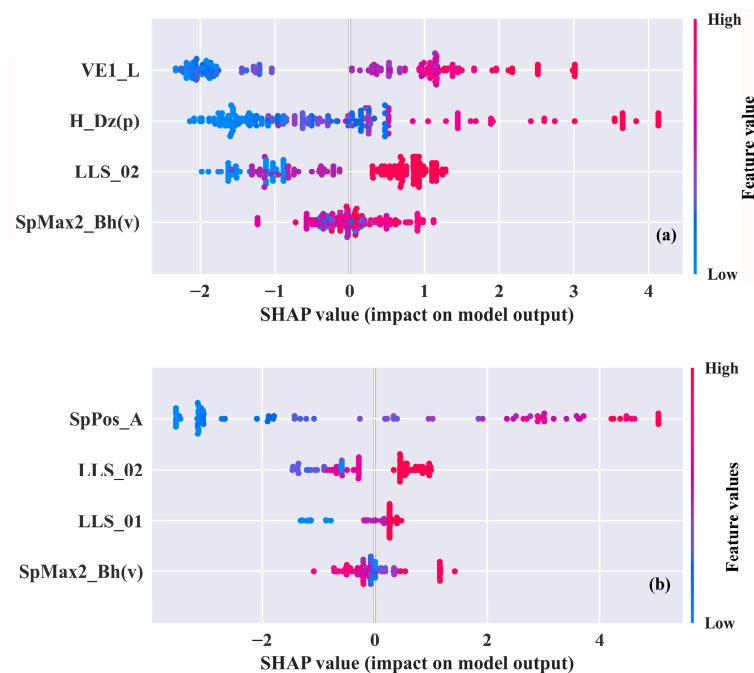 High
VE1_L
H_Dz(p)
LLS_02
SpMax2_Bh(v)
(a)
Feature value
Low
−2 −1 0 1 2 3 4
SHAP value (impact on model output)
High
SpPos_A
LLS_02
LLS_01
SpMax2_Bh(v)
(b)
Feature values
Low
−2 0 2 4
SHAP value (impact on model output)